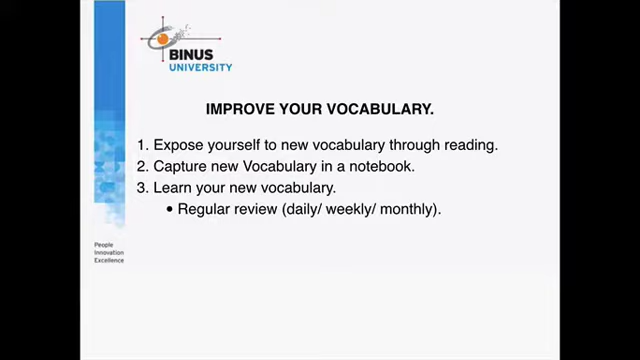 BINUS
UNIVERSITY
IMPROVE YOUR VOCABULARY.
1. Expose yourself to new vocabulary through reading.
2. Capture new Vocabulary in a notebook.
3. Learn your new vocabulary.
• Regular review (daily/ weekly/ monthly).
People
Innovation
Excellence